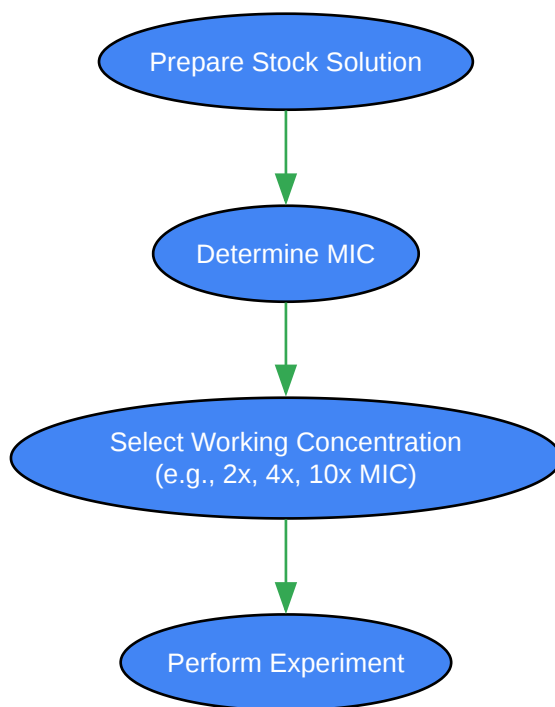 Prepare Stock Solution
Determine MIC
Select Working Concentration
(e.g., 2x, 4x, 10x MIC)
Perform Experiment